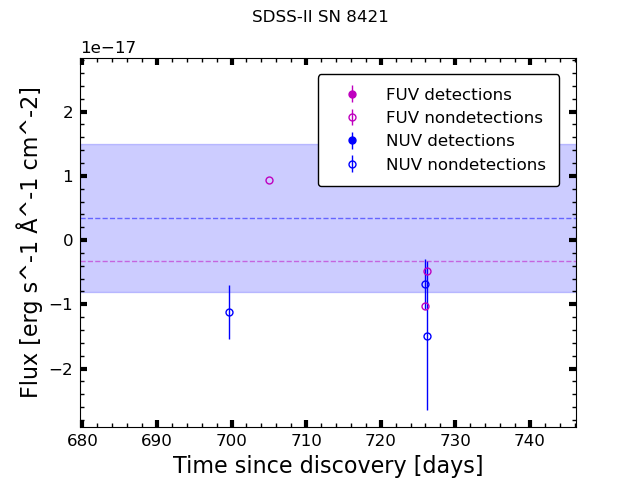 SDSS-II SN 8421
1e−17
FUV detections
FUV nondetections
NUV detections
NUV nondetections
2
1
0
−1
−2
Flux [erg s^-1 Å^-1 cm^-2]
680 690 700 710 720 730 740
Time since discovery [days]